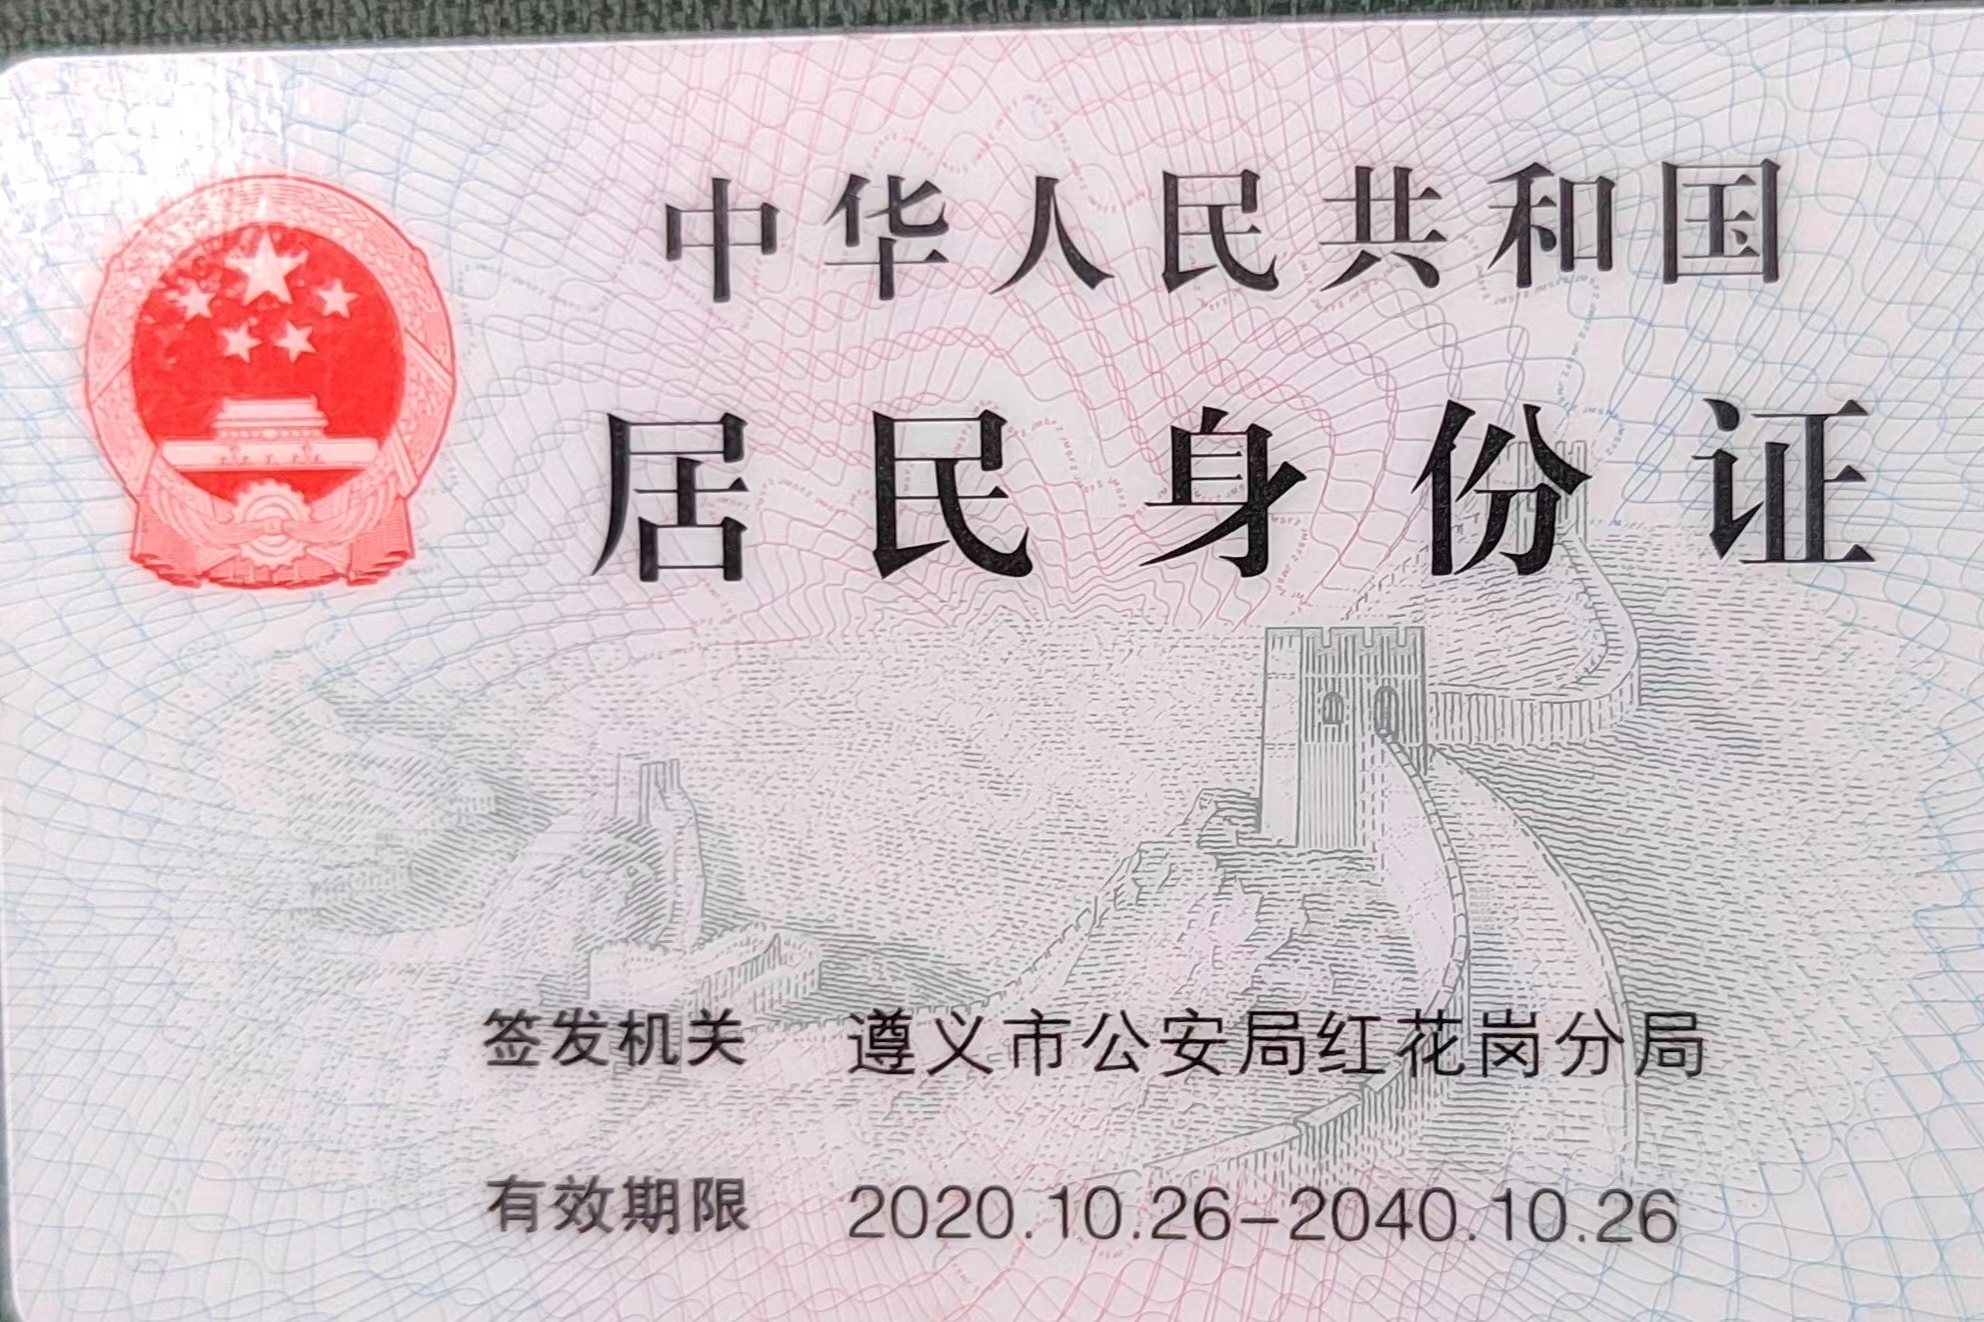 中华人民共和国
居民身份证
签发机关 遵义市公安局红花岗分局
有效期限 2020.10.26-2040.10.26